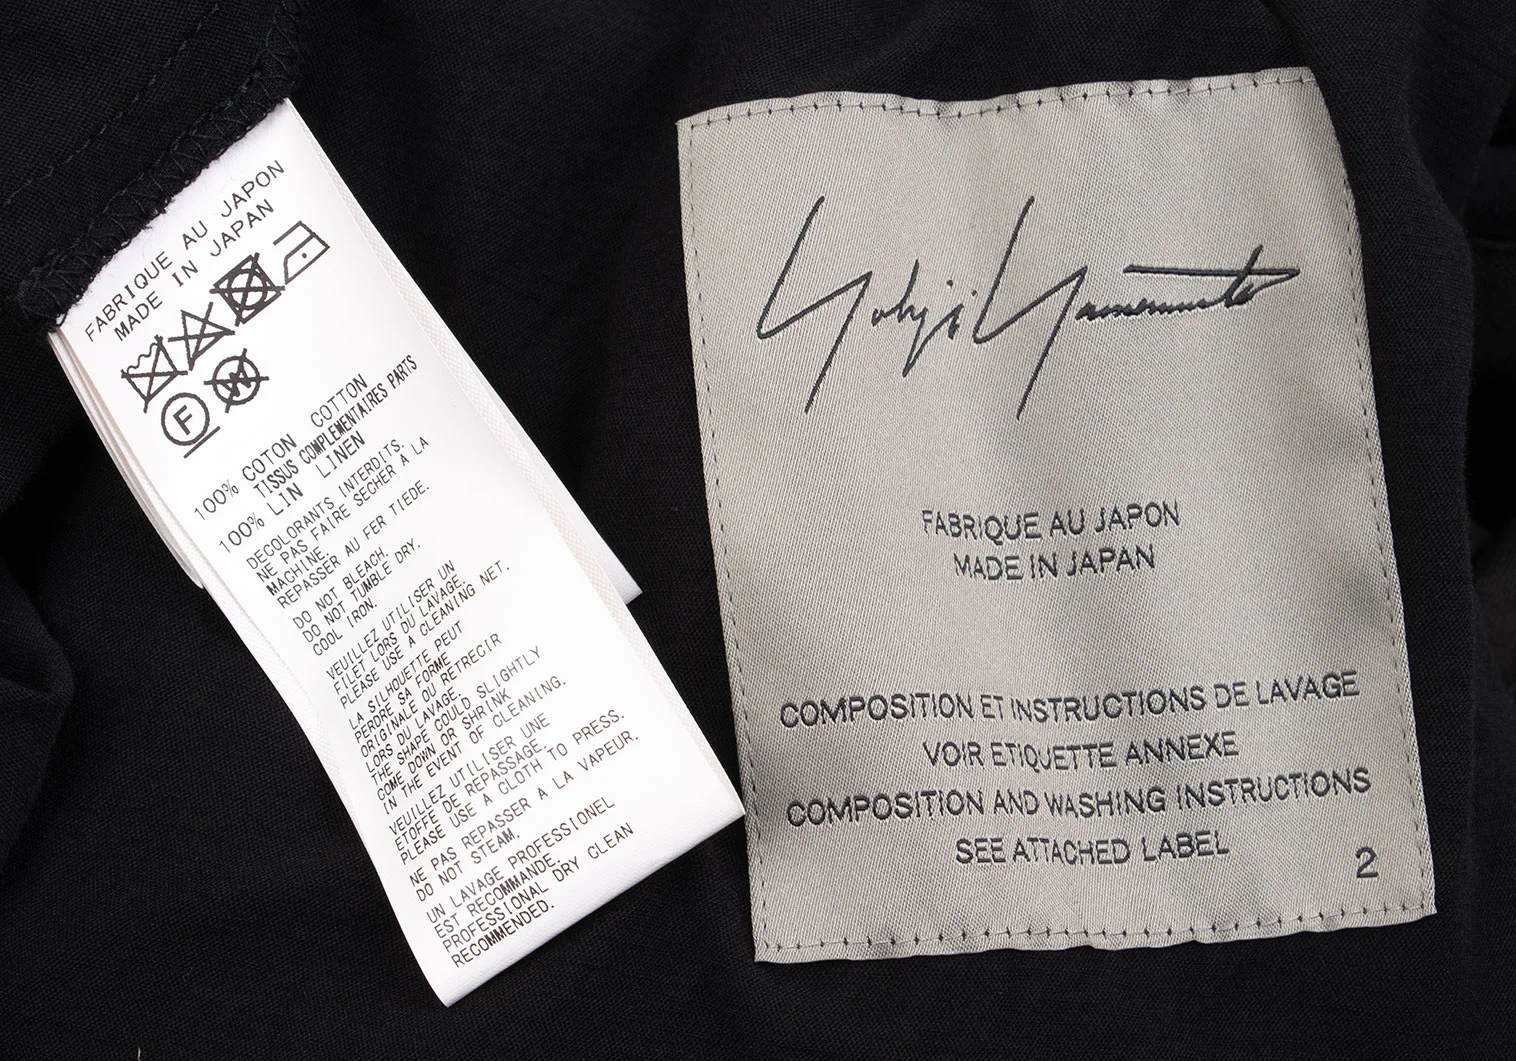 FABRIQUE AU JAPON
MADE IN JAPAN
F
W
100% COTON COTTON
TISSUS COMPLEMENTAIRES PARTS
100% LIN LINEN
DECOLORANTS INTERDITS.
NE PAS FAIRE SECHER A LA
MACHINE.
REPASSER AU FER TIEDE.
DO NOT BLEACH.
DO NOT TUMBLE DRY.
COOL IRON.
VEUILLEZ UTILISER UN
FILET LORS DU LAVAGE.
PLEASE USE A CLEANING NET.
LA SILHOUETTE PEUT
PERDRE SA FORME
ORIGINALE OU RETRECIR
LORS DU LAVAGE.
THE SHAPE COULD SLIGHTLY
COME DOWN OR SHRINK
IN THE EVENT OF CLEANING.
VEUILLEZ UTILISER UNE
ETOFFE DE REPASSAGE.
PLEASE USE A CLOTH TO PRESS.
NE PAS REPASSER A LA VAPEUR.
DO NOT STEAM.
UN LAVAGE PROFESSIONEL
EST RECOMMANDE.
PROFESSIONAL DRY CLEAN
RECOMMENDED.
Yohji Yamamoto
FABRIQUE AU JAPON
MADE IN JAPAN
COMPOSITION ET INSTRUCTIONS DE LAVAGE
VOIR ETIQUETTE ANNEXE
COMPOSITION AND WASHING INSTRUCTIONS
SEE ATTACHED LABEL
2